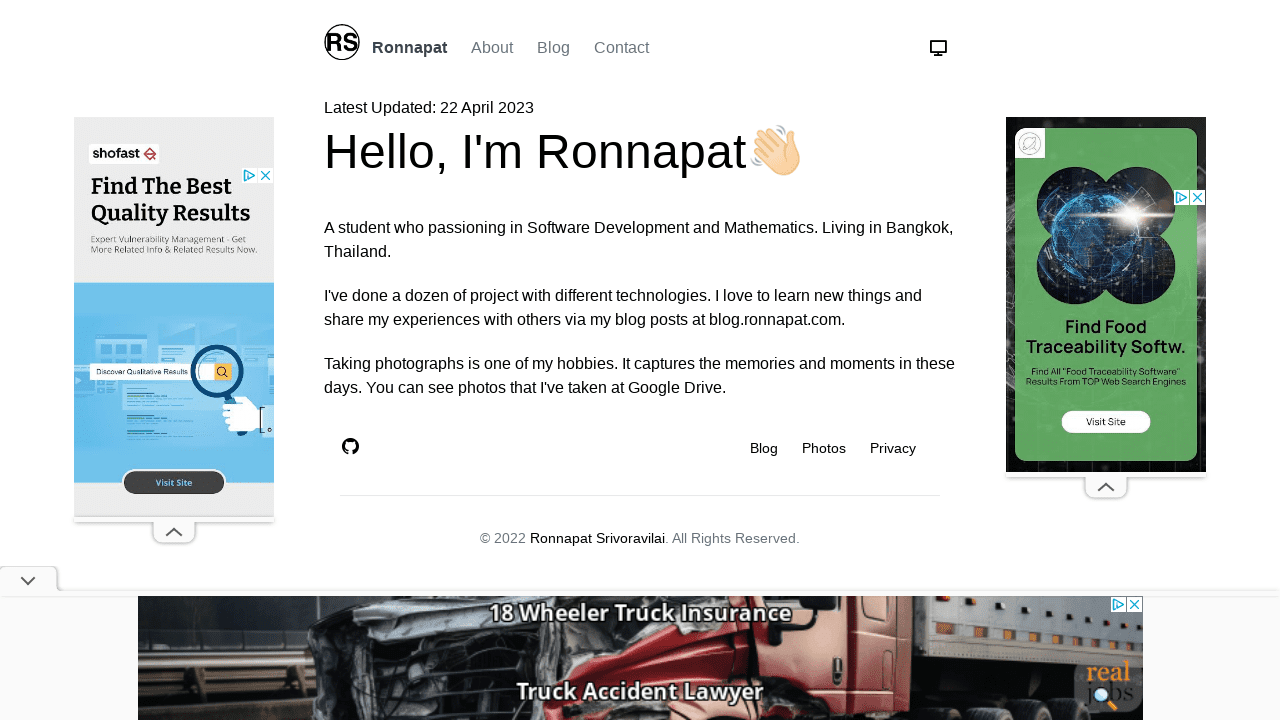 RS Ronnapat About Blog Contact
Latest Updated: 22 April 2023
Hello, I'm Ronnapat
A student who passioning in Software Development and Mathematics. Living in Bangkok,
Thailand.
I've done a dozen of project with different technologies. I love to learn new things and
share my experiences with others via my blog posts at blog.ronnapat.com.
Taking photographs is one of my hobbies. It captures the memories and moments in these
days. You can see photos that I've taken at Google Drive.
Blog Photos Privacy
© 2022 Ronnapat Srivoravilai. All Rights Reserved.
shofast
Find The Best
Quality Results
Expert Vulnerability Management - Get
More Related Info & Related Results Now.
Discover Qualitative Results
Visit Site
Find Food
Traceability Softw.
Find All "Food Traceability Software"
Results From TOP Web Search Engines
Visit Site
18 Wheeler Truck Insurance
Truck Accident Lawyer
real
jobs